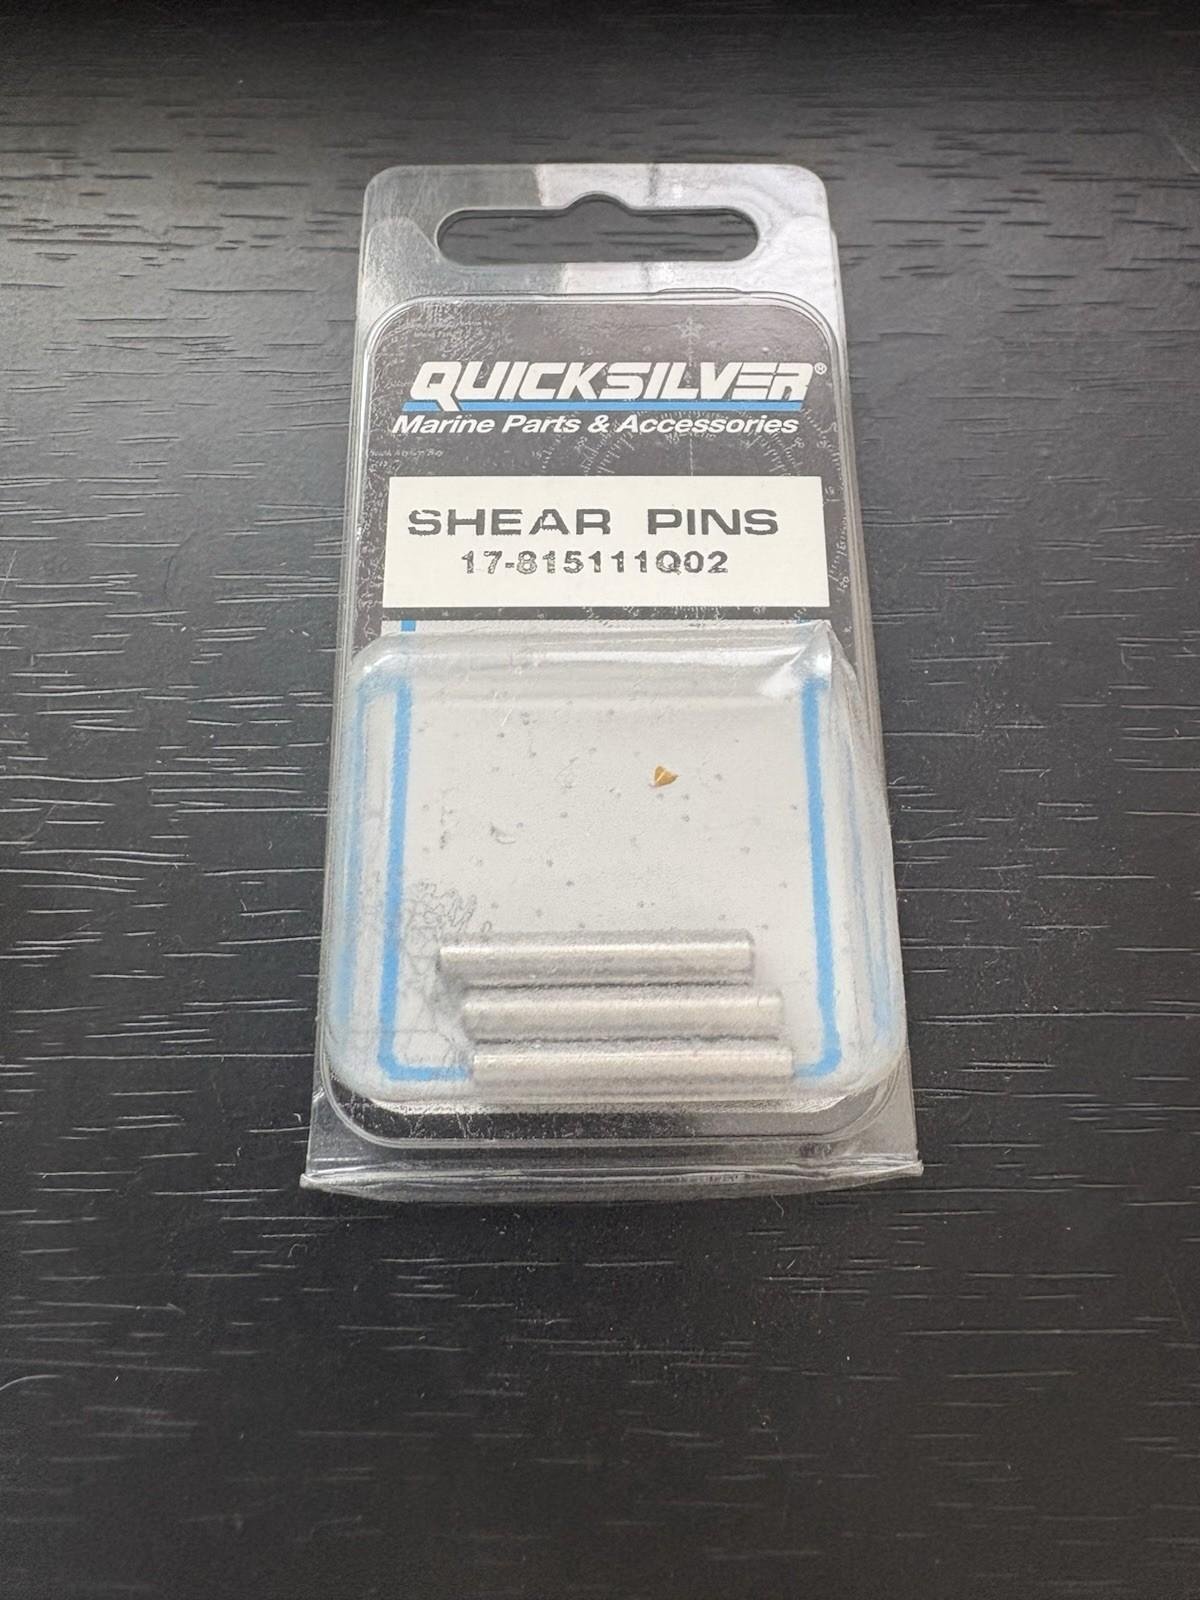 QUICKSILVER®
Marine Parts & Accessories
SHEAR PINS
17-815111Q02